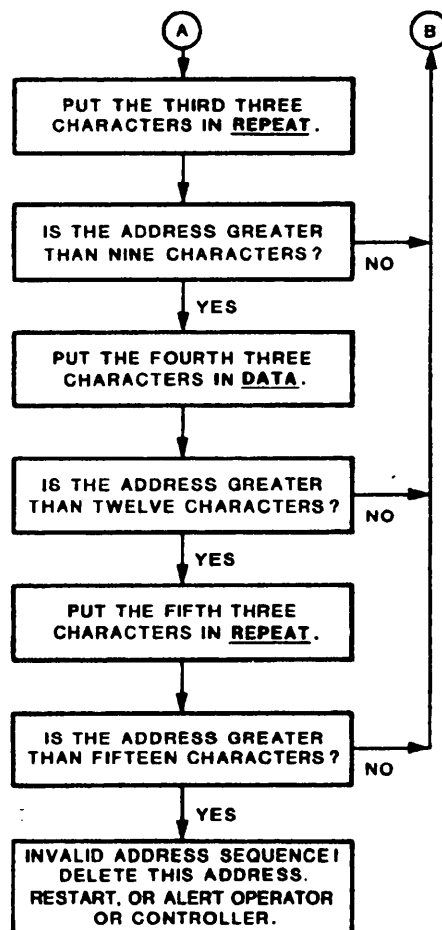 A
B
PUT THE THIRD THREE
CHARACTERS IN REPEAT.
IS THE ADDRESS GREATER
THAN NINE CHARACTERS?
NO
YES
PUT THE FOURTH THREE
CHARACTERS IN DATA.
IS THE ADDRESS GREATER
THAN TWELVE CHARACTERS?
NO
YES
PUT THE FIFTH THREE
CHARACTERS IN REPEAT.
IS THE ADDRESS GREATER
THAN FIFTEEN CHARACTERS?
NO
YES
INVALID ADDRESS SEQUENCE!
DELETE THIS ADDRESS.
RESTART, OR ALERT OPERATOR
OR CONTROLLER.